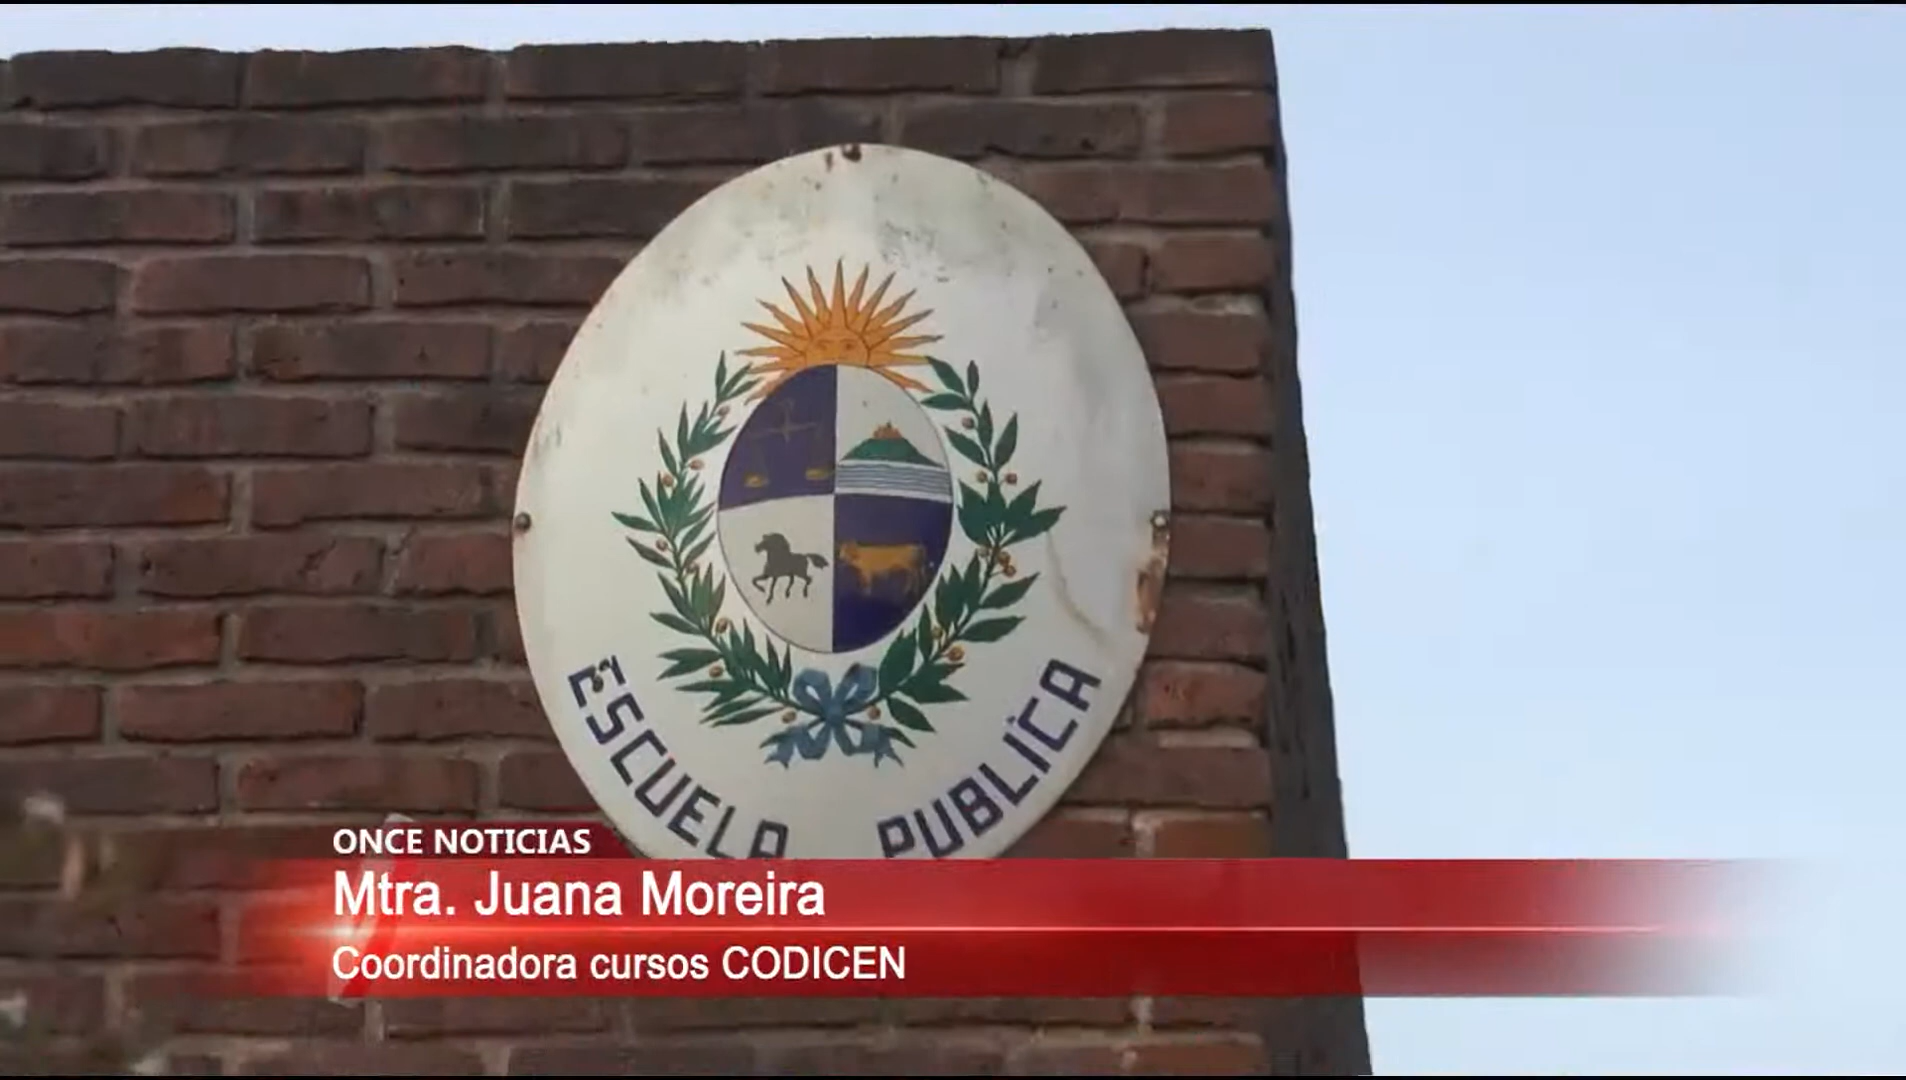 ESCUELA PUBLICA
ONCE NOTICIAS
Mtra. Juana Moreira
Coordinadora cursos CODICEN